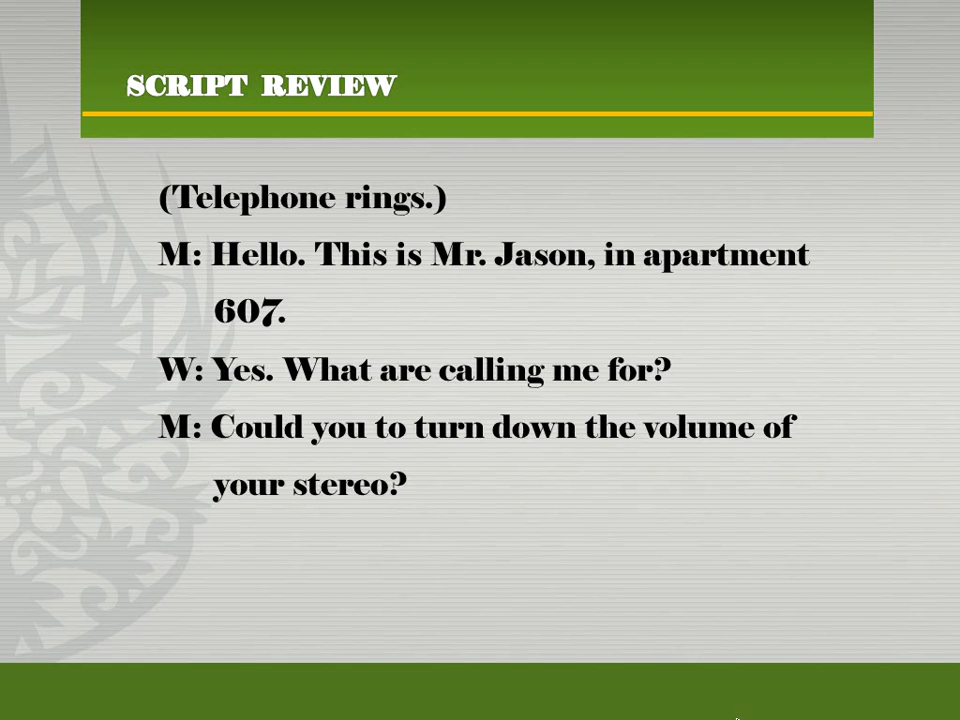 SCRIPT REVIEW
(Telephone rings.)
M: Hello. This is Mr. Jason, in apartment
607.
W: Yes. What are calling me for?
M: Could you to turn down the volume of
your stereo?